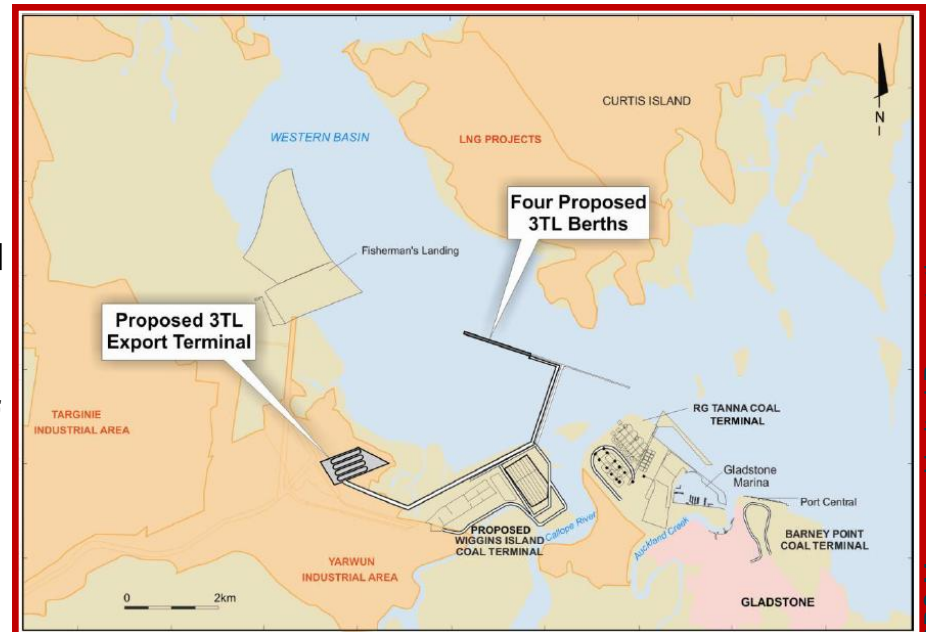 CURTIS ISLAND
N
WESTERN BASIN
LNG PROJECTS
Four Proposed
3TL Berths
Fisherman's Landing
Proposed 3TL
Export Terminal
TARGINIE
INDUSTRIAL AREA
RG TANNA COAL
TERMINAL
Gladstone
Marina
Port Central
PROPOSED
WIGGINS ISLAND
COAL TERMINAL
Calliope River
Auckland Creek
BARNEY POINT
COAL TERMINAL
YARWUN
INDUSTRIAL AREA
0 2km
GLADSTONE